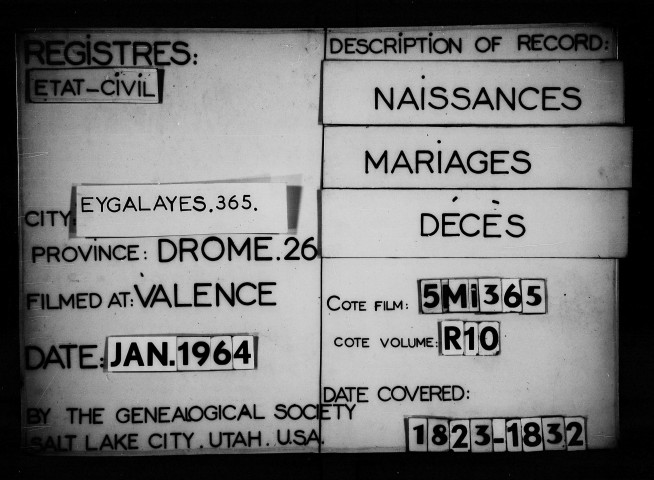 REGISTRES:
ETAT-CIVIL
CITY: EYGALAYES.365.
PROVINCE: DROME.26
FILMED AT: VALENCE
DATE: JAN.1964
BY THE GENEALOGICAL SOCIETY
SALT LAKE CITY. UTAH. U.S.A.
DESCRIPTION OF RECORD:
NAISSANCES
MARIAGES
DÉCÈS
COTE FILM: 5Mi365
COTE VOLUME: R10
DATE COVERED:
1823-1832